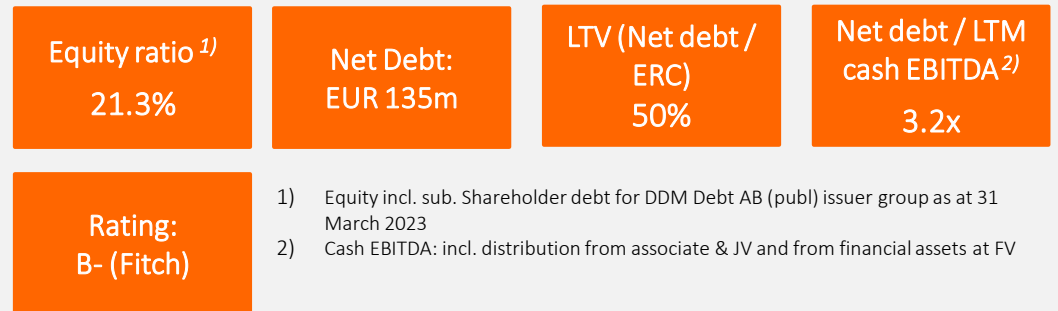 Equity ratio 1)
21.3%
Net Debt:
EUR 135m
LTV (Net debt /
ERC)
50%
Net debt / LTM
cash EBITDA2)
3.2x
Rating:
B- (Fitch)
1) Equity incl. sub. Shareholder debt for DDM Debt AB (publ) issuer group as at 31
March 2023
2) Cash EBITDA: incl. distribution from associate & JV and from financial assets at FV